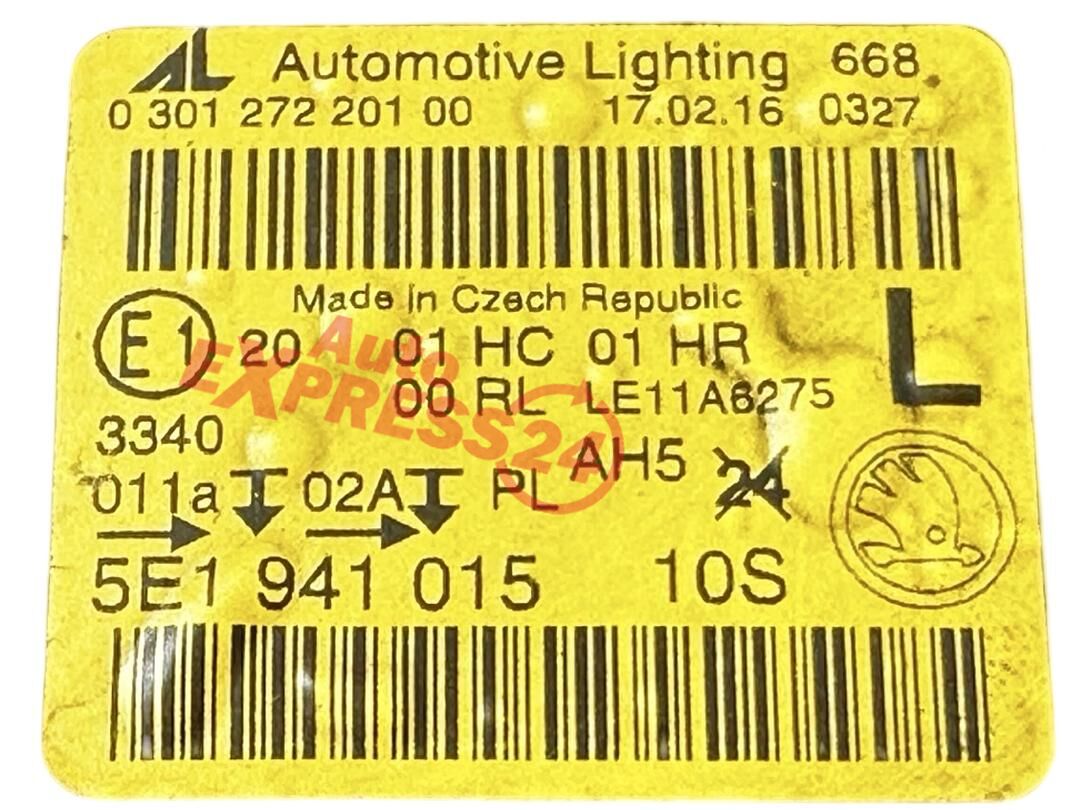 AL Automotive Lighting 668
0 301 272 201 00 17.02.16 0327
Made in Czech Republic
E1 20 01 HC 01 HR L
00 RL LE11A6275
3340
AH5 24
011a 02A PL
5E1 941 015 10S
Auto
EXPRESS24